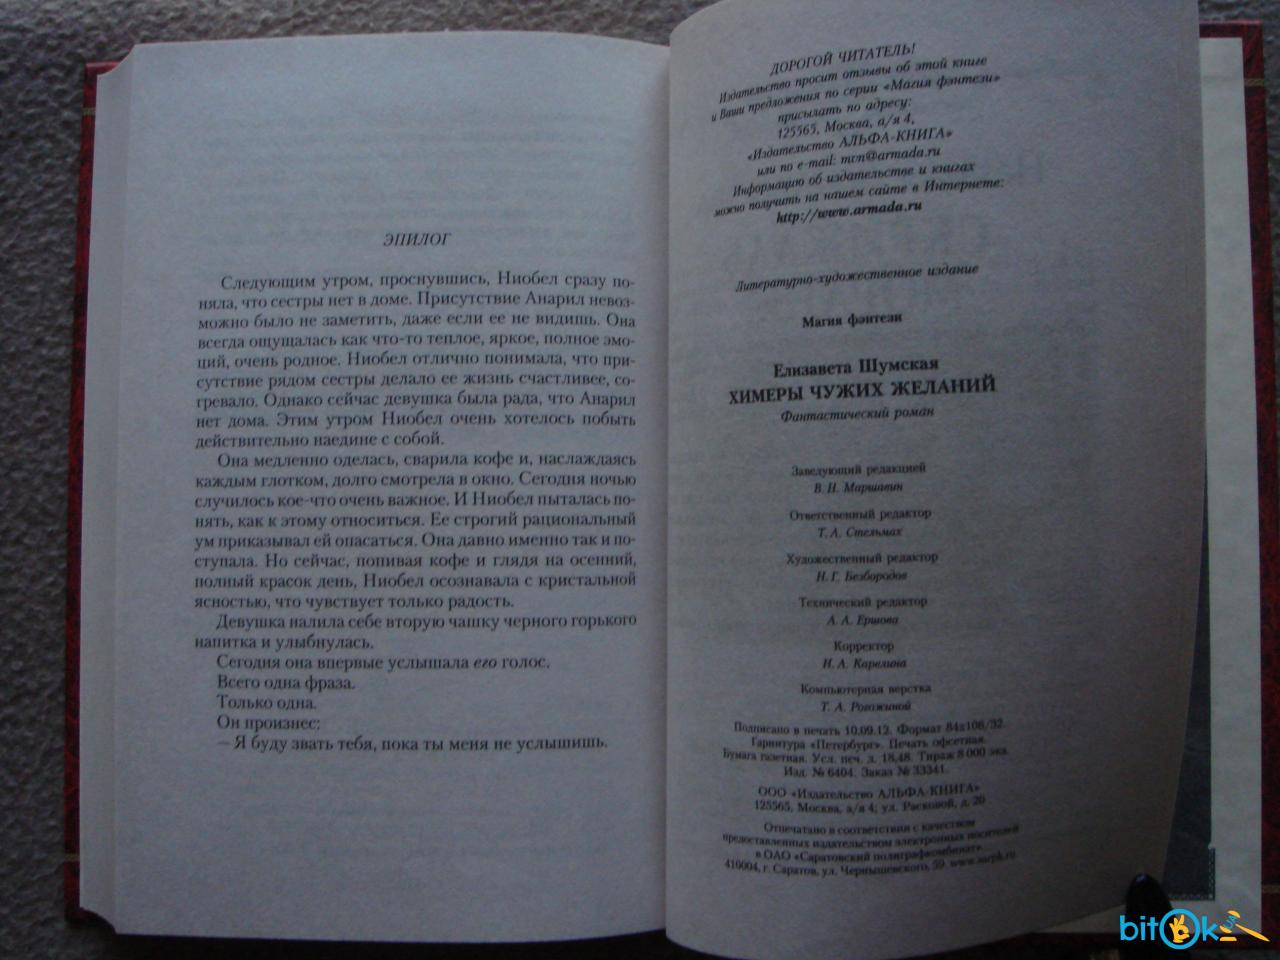 ЭПИЛОГ
Следующим утром, проснувшись, Ниобел сразу по-
няла, что сестры нет в доме. Присутствие Анарил невоз-
можно было не заметить, даже если ее не видишь. Она
всегда ощущалась как что-то теплое, яркое, полное эмо-
ций, очень родное. Ниобел отлично понимала, что при-
сутствие рядом сестры делало ее жизнь счастливее, со-
гревало. Однако сейчас девушка была рада, что Анарил
нет дома. Этим утром Ниобел очень хотелось побыть
действительно наедине с собой.
Она медленно оделась, сварила кофе и, наслаждаясь
каждым глотком, долго смотрела в окно. Сегодня ночью
случилось кое-что очень важное. И Ниобел пыталась по-
нять, как к этому относиться. Ее строгий рациональный
ум приказывал ей опасаться. Она давно именно так и по-
ступала. Но сейчас, попивая кофе и глядя на осенний,
полный красок день, Ниобел осознавала с кристальной
ясностью, что чувствует только радость.
Девушка налила себе вторую чашку черного горького
напитка и улыбнулась.
Сегодня она впервые услышала его голос.
Всего одна фраза.
Только одна.
Он произнес:
— Я буду звать тебя, пока ты меня не услышишь.
ДОРОГОЙ ЧИТАТЕЛЬ!
Издательство просит отзывы об этой книге
и Ваши предложения по серии «Магия фэнтези»
присылать по адресу:
125565, Москва, а/я 4,
«Издательство АЛЬФА-КНИГА»
или по e-mail: mvn@armada.ru
Информацию об издательстве и книгах
можно получить на нашем сайте в Интернете:
http://www.armada.ru
Литературно-художественное издание
Магия фэнтези
Елизавета Шумская
ХИМЕРЫ ЧУЖИХ ЖЕЛАНИЙ
Фантастический роман
Заведующий редакцией
В. Н. Маршавин
Ответственный редактор
Т. А. Стельмах
Художественный редактор
Н. Г. Безбородов
Технический редактор
А. А. Ершова
Корректор
Н. А. Карелина
Компьютерная верстка
Т. А. Рогожиной
Подписано в печать 10.09.12. Формат 84х108/32.
Гарнитура «Петербург». Печать офсетная.
Бумага газетная. Усл. печ. л. 18,48. Тираж 8 000 экз.
Изд. № 6404. Заказ № 33341.
ООО «Издательство АЛЬФА-КНИГА»
125565, Москва, а/я 4; ул. Расковой, д. 20
Отпечатано в соответствии с качеством
предоставленных издательством электронных носителей
в ОАО «Саратовский полиграфкомбинат».
410004, г. Саратов, ул. Чернышевского, 59. www.sarpk.ru
bitOk